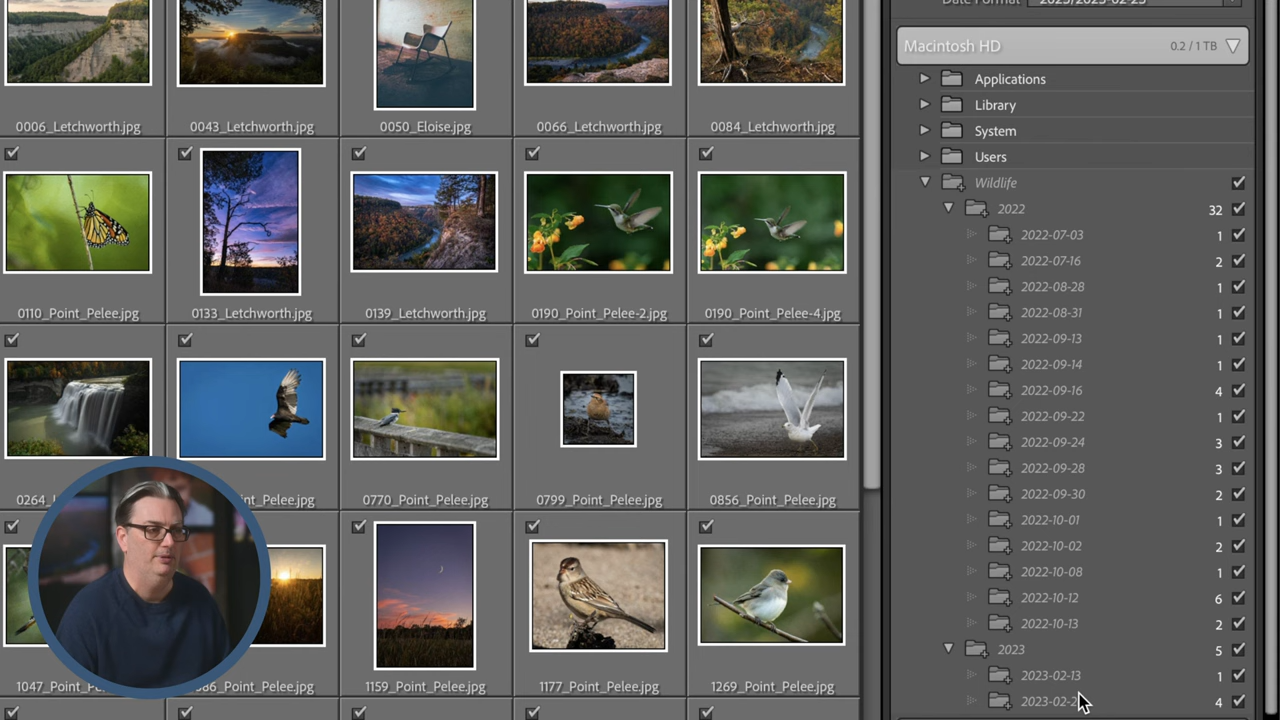 Date Format 2023/2023-02-23
Macintosh HD 0.2 / 1 TB
Applications
Library
System
Users
Wildlife
2022 32
2022-07-03 1
2022-07-16 2
2022-08-28 1
2022-08-31 1
2022-09-13 1
2022-09-14 1
2022-09-16 4
2022-09-22 1
2022-09-24 3
2022-09-28 3
2022-09-30 2
2022-10-01 1
2022-10-02 2
2022-10-08 1
2022-10-12 6
2022-10-13 2
2023 5
2023-02-13 1
4
0006_Letchworth.jpg 0043_Letchworth.jpg 0050_Eloise.jpg 0066_Letchworth.jpg 0084_Letchworth.jpg
0110_Point_Pelee.jpg 0133_Letchworth.jpg 0139_Letchworth.jpg 0190_Point_Pelee-2.jpg 0190_Point_Pelee-4.jpg
0770_Point_Pelee.jpg 0799_Point_Pelee.jpg 0856_Point_Pelee.jpg
1159_Point_Pelee.jpg 1177_Point_Pelee.jpg 1269_Point_Pelee.jpg